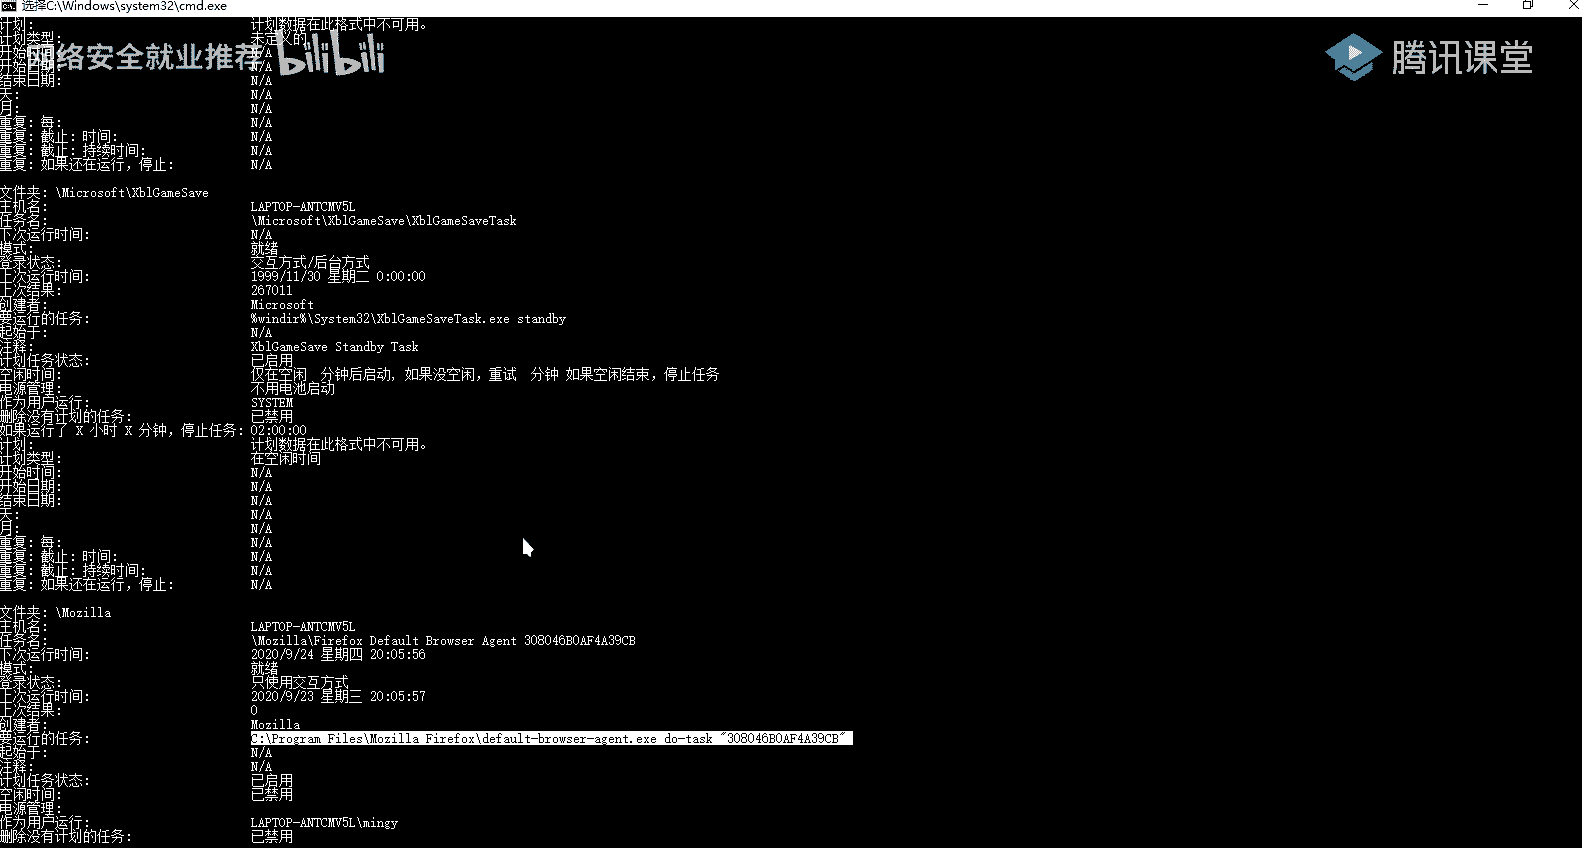 选择C:\Windows\system32\cmd.exe
计划: 计划数据在此格式中不可用。
计划类型: 未定义的
开始时间: N/A
网络安全就业推荐 bilibili
腾讯课堂
开始日期: N/A
结束日期: N/A
天: N/A
月: N/A
重复: 每: N/A
重复: 截止: 时间: N/A
重复: 截止: 持续时间: N/A
重复: 如果还在运行，停止: N/A
文件夹: \Microsoft\XblGameSave
主机名: LAPTOP-ANTCMV5L
任务名: \Microsoft\XblGameSave\XblGameSaveTask
下次运行时间: N/A
模式: 就绪
登录状态: 交互方式/后台方式
上次运行时间: 1999/11/30 星期二 0:00:00
上次结果: 267011
创建者: Microsoft
要运行的任务: %windir%\System32\XblGameSaveTask.exe standby
起始于: N/A
注释: XblGameSave Standby Task
计划任务状态: 已启用
空闲时间: 仅在空闲 分钟后启动, 如果没空闲，重试 分钟 如果空闲结束，停止任务
电源管理: 不用电池启动
作为用户运行: SYSTEM
删除没有计划的任务: 已禁用
如果运行了 X 小时 X 分钟，停止任务: 02:00:00
计划: 计划数据在此格式中不可用。
计划类型: 在空闲时间
开始时间: N/A
开始日期: N/A
结束日期: N/A
天: N/A
月: N/A
重复: 每: N/A
重复: 截止: 时间: N/A
重复: 截止: 持续时间: N/A
重复: 如果还在运行，停止: N/A
文件夹: \Mozilla
主机名: LAPTOP-ANTCMV5L
任务名: \Mozilla\Firefox Default Browser Agent 308046B0AF4A39CB
下次运行时间: 2020/9/24 星期四 20:05:56
模式: 就绪
登录状态: 只使用交互方式
上次运行时间: 2020/9/23 星期三 20:05:57
上次结果: 0
创建者: Mozilla
要运行的任务: C:\Program Files\Mozilla Firefox\default-browser-agent.exe do-task "308046B0AF4A39CB"
起始于: N/A
注释: N/A
计划任务状态: 已启用
空闲时间: 已禁用
电源管理:
作为用户运行: LAPTOP-ANTCMV5L\mingy
删除没有计划的任务: 已禁用